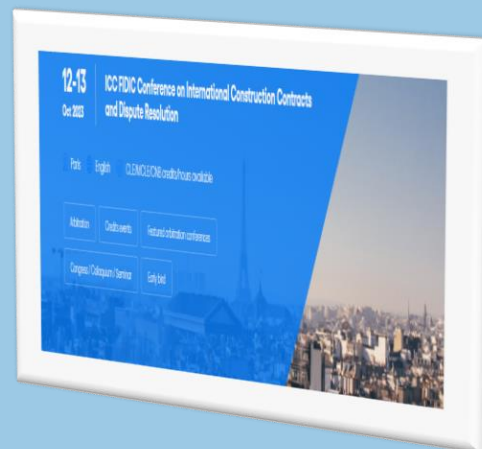 12-13
Oct 2023
ICC FIDIC Conference on International Construction Contracts
and Dispute Resolution
Paris English CLE/MCLE/CNB credits/hours available
Arbitration Credits events Featured arbitration conferences
Congress / Colloquium / Seminar Early bird